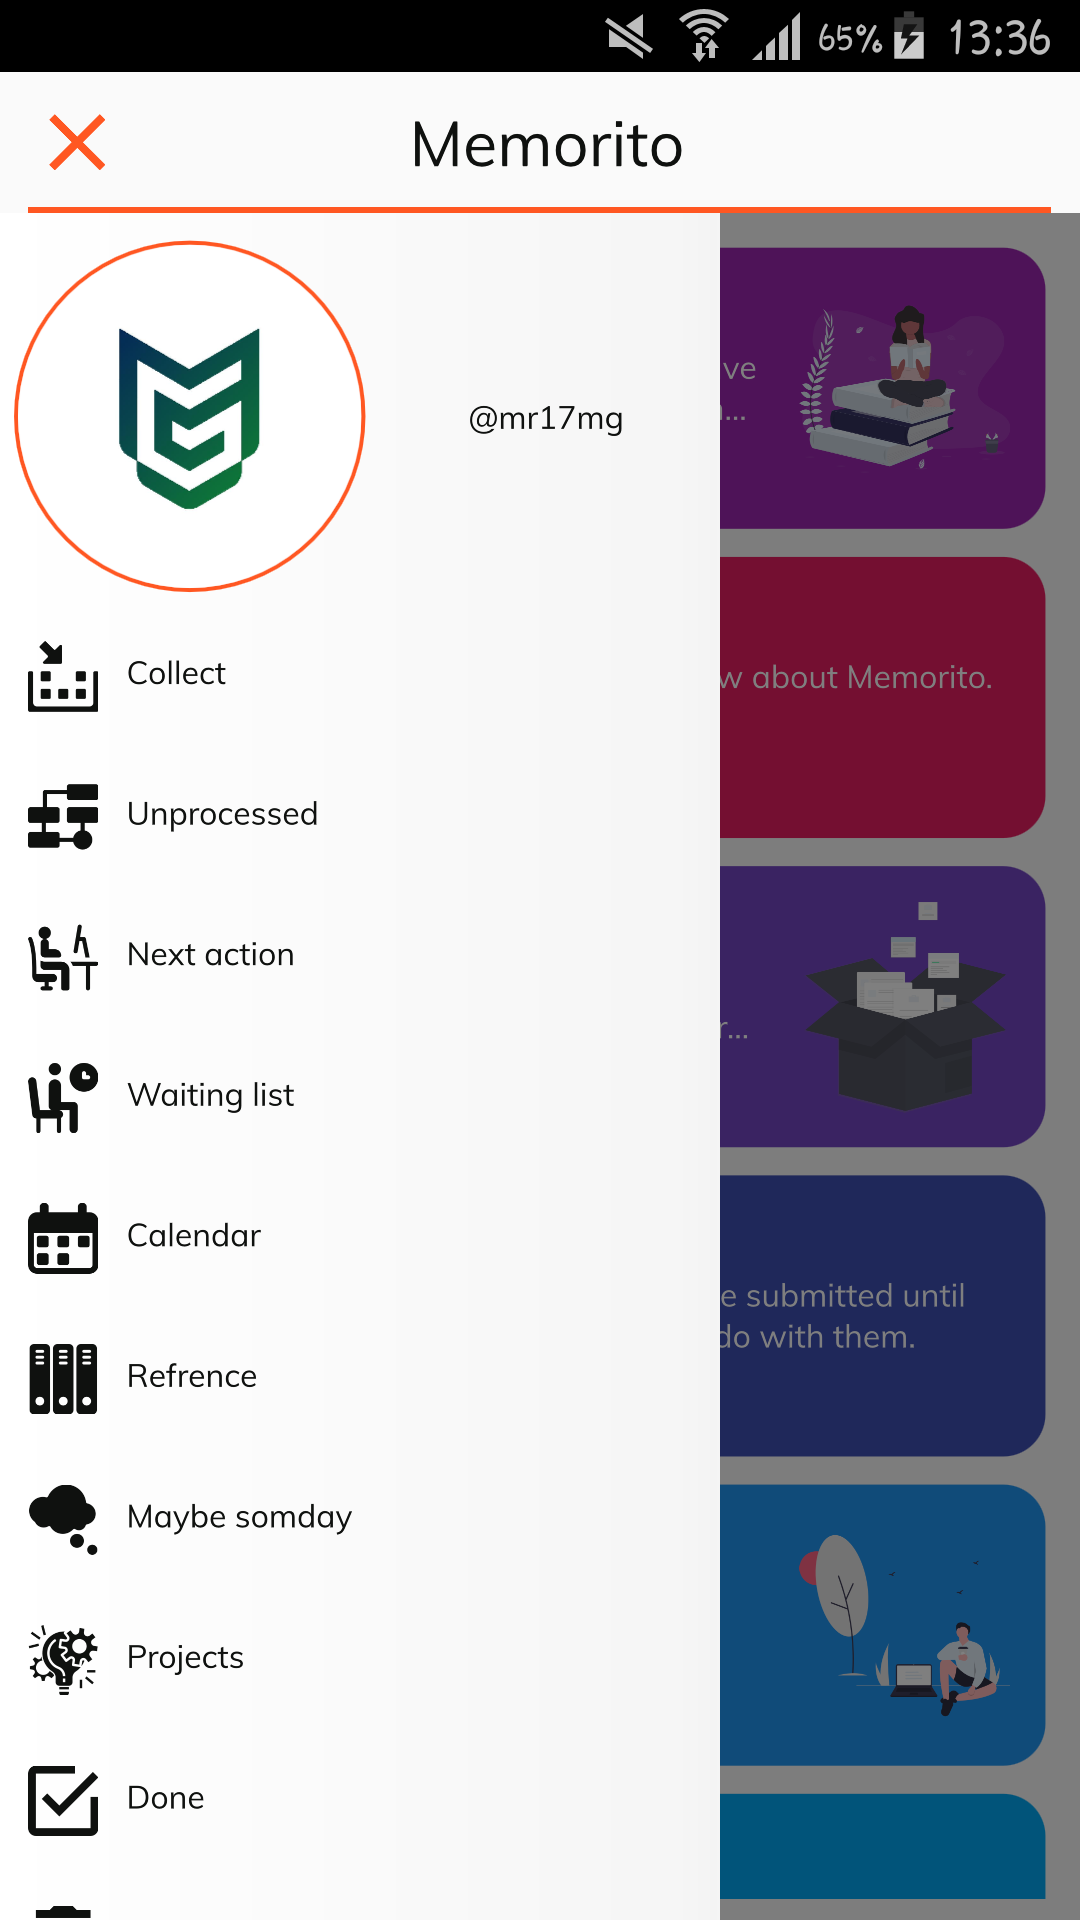 65% 13:36
Memorito
@mr17mg
Collect
Unprocessed
Next action
Waiting list
Calendar
Refrence
Maybe somday
Projects
Done
ve
...
w about Memorito.
r...
e submitted until
do with them.